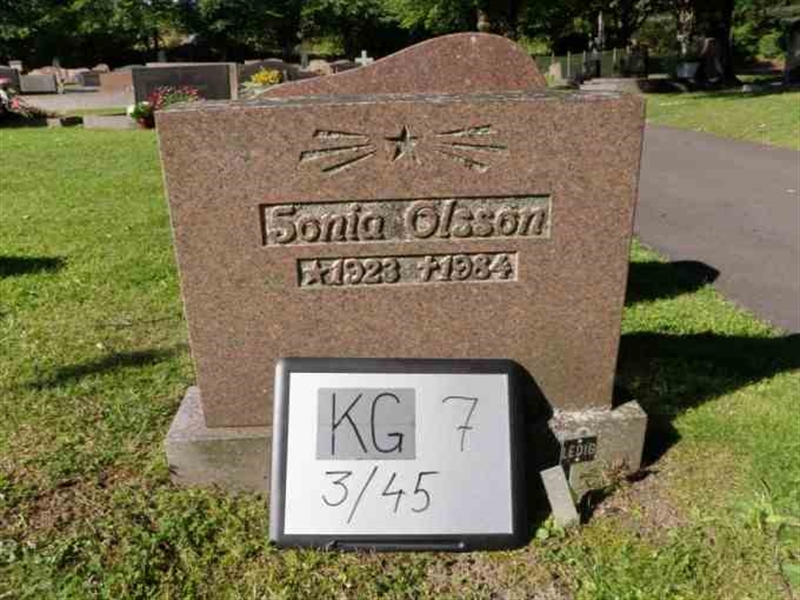 Sonia Olsson
★1923 ✝1984
KG 7
3/45
LEDIG